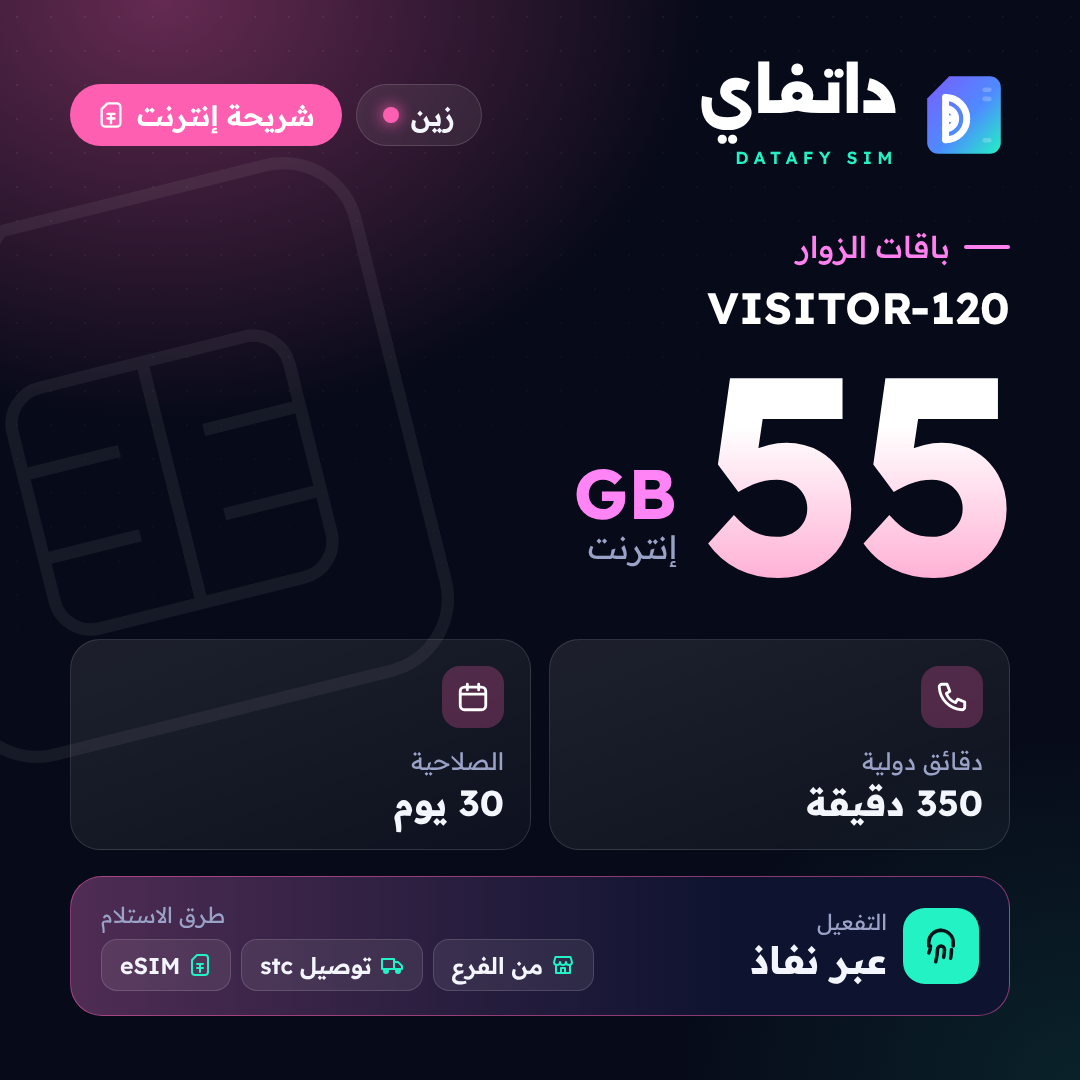 داتفاي
DATAFY SIM
زين
شريحة إنترنت
باقات الزوار
VISITOR-120
55
GB
إنترنت
دقائق دولية
350 دقيقة
الصلاحية
30 يوم
التفعيل
عبر نفاذ
طرق الاستلام
من الفرع
توصيل stc
eSIM